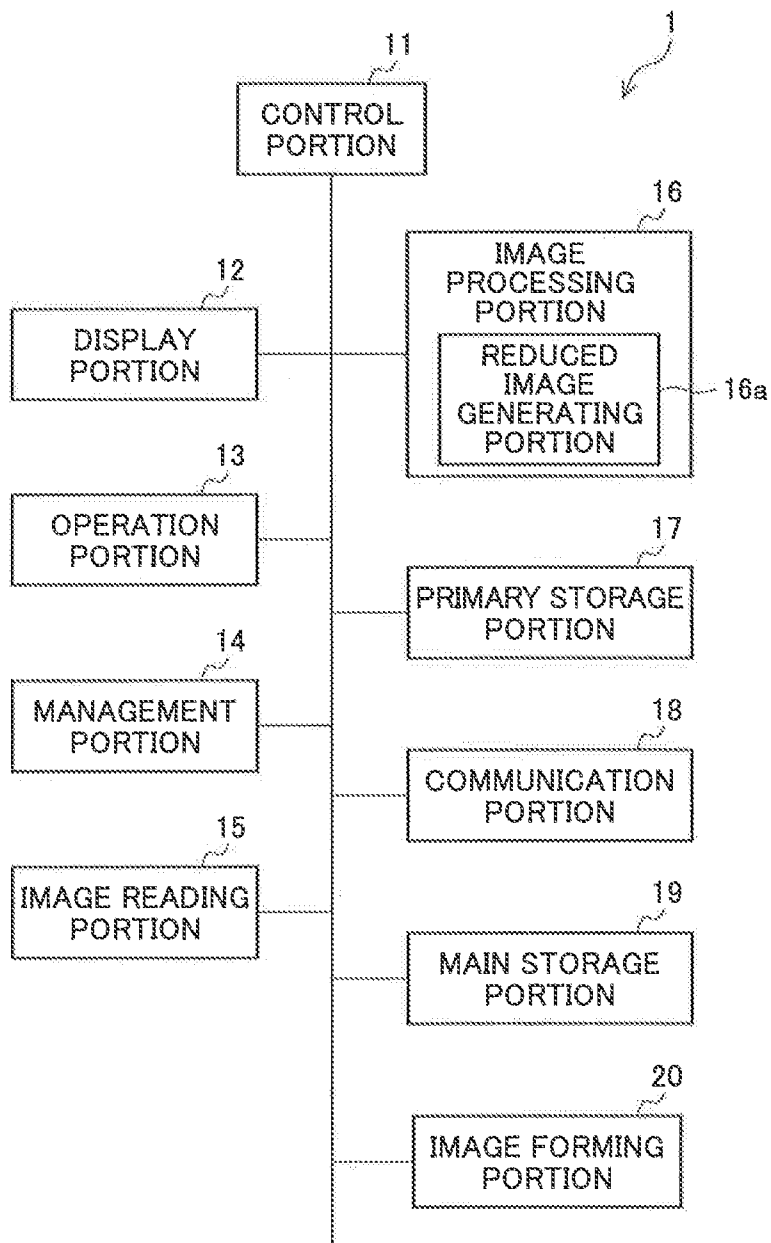 1
11
CONTROL
PORTION
16
IMAGE
PROCESSING
PORTION
REDUCED
IMAGE
GENERATING
PORTION
16a
12
DISPLAY
PORTION
13
OPERATION
PORTION
17
PRIMARY STORAGE
PORTION
14
MANAGEMENT
PORTION
18
COMMUNICATION
PORTION
15
IMAGE READING
PORTION
19
MAIN STORAGE
PORTION
20
IMAGE FORMING
PORTION